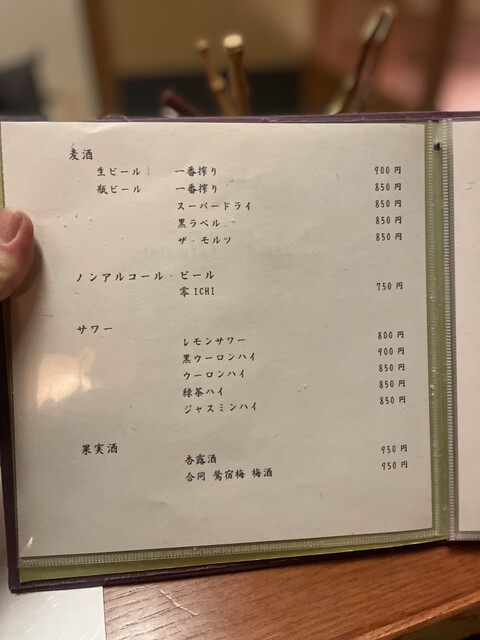 麦酒
生ビール 一番搾り 900円
瓶ビール 一番搾り 850円
スーパードライ 850円
黒ラベル 850円
ザ・モルツ 850円
ノンアルコール・ビール
零ICHI 750円
サワー
レモンサワー 800円
黒ウーロンハイ 900円
ウーロンハイ 850円
緑茶ハイ 850円
ジャスミンハイ 850円
果実酒
杏露酒 950円
合同 鶯宿梅 梅酒 950円